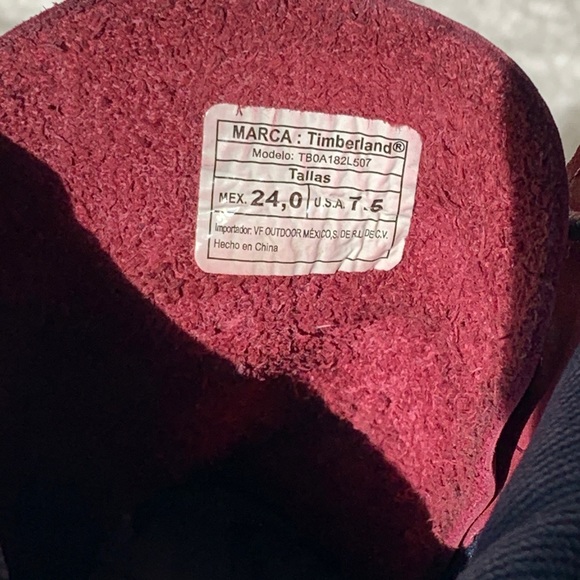 MARCA : Timberland®
Modelo: TB0A182L507
Tallas
MEX. 24,0 U.S.A. 7.5
Importador: VF OUTDOOR MÉXICO,S, DE R.L. DE C.V.
Hecho en China